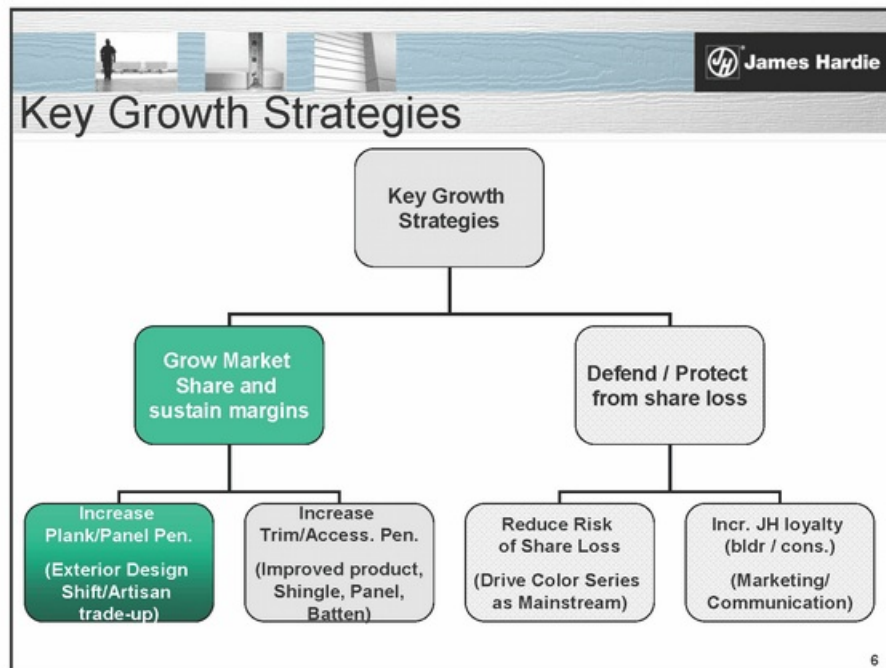 JH James Hardie
Key Growth Strategies
Key Growth
Strategies
Grow Market
Share and
sustain margins
Defend / Protect
from share loss
Increase
Plank/Panel Pen.
(Exterior Design
Shift/Artisan
trade-up)
Increase
Trim/Access. Pen.
(Improved product,
Shingle, Panel,
Batten)
Reduce Risk
of Share Loss
(Drive Color Series
as Mainstream)
Incr. JH loyalty
(bldr / cons.)
(Marketing/
Communication)
6